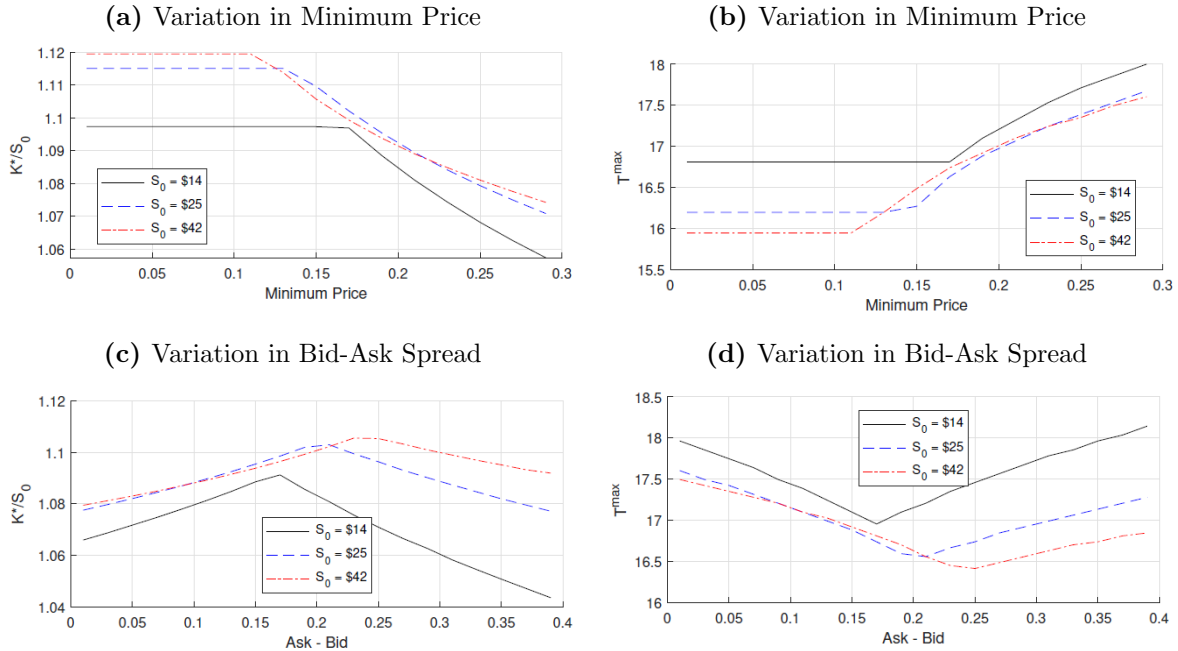 (a) Variation in Minimum Price
1.12
1.11
1.1
1.09
1.08
1.07
1.06
K*/S0
S0 = $14
S0 = $25
S0 = $42
0 0.05 0.1 0.15 0.2 0.25 0.3
Minimum Price
(b) Variation in Minimum Price
18
17.5
17
16.5
16
15.5
Tmax
S0 = $14
S0 = $25
S0 = $42
0 0.05 0.1 0.15 0.2 0.25 0.3
Minimum Price
(c) Variation in Bid-Ask Spread
1.12
1.1
1.08
1.06
1.04
K*/S0
S0 = $14
S0 = $25
S0 = $42
0 0.05 0.1 0.15 0.2 0.25 0.3 0.35 0.4
Ask - Bid
(d) Variation in Bid-Ask Spread
18.5
18
17.5
17
16.5
16
Tmax
S0 = $14
S0 = $25
S0 = $42
0 0.05 0.1 0.15 0.2 0.25 0.3 0.35 0.4
Ask - Bid